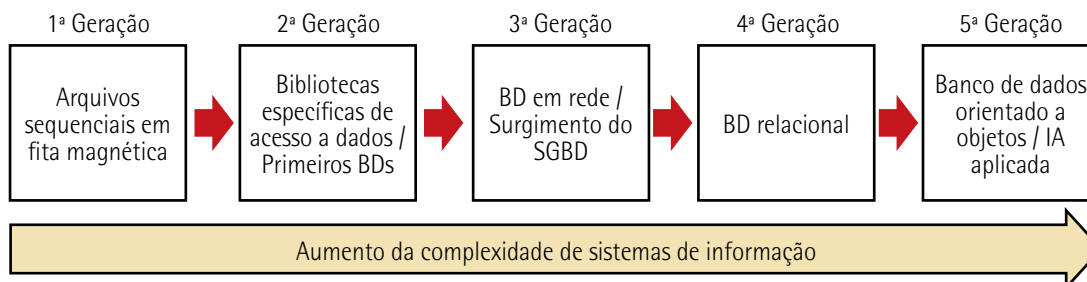 1ª Geração
2ª Geração
3ª Geração
4ª Geração
5ª Geração
Arquivos
sequenciais em
fita magnética
Bibliotecas
específicas de
acesso a dados /
Primeiros BDs
BD em rede /
Surgimento do
SGBD
BD relacional
Banco de dados
orientado a
objetos / IA
aplicada
Aumento da complexidade de sistemas de informação